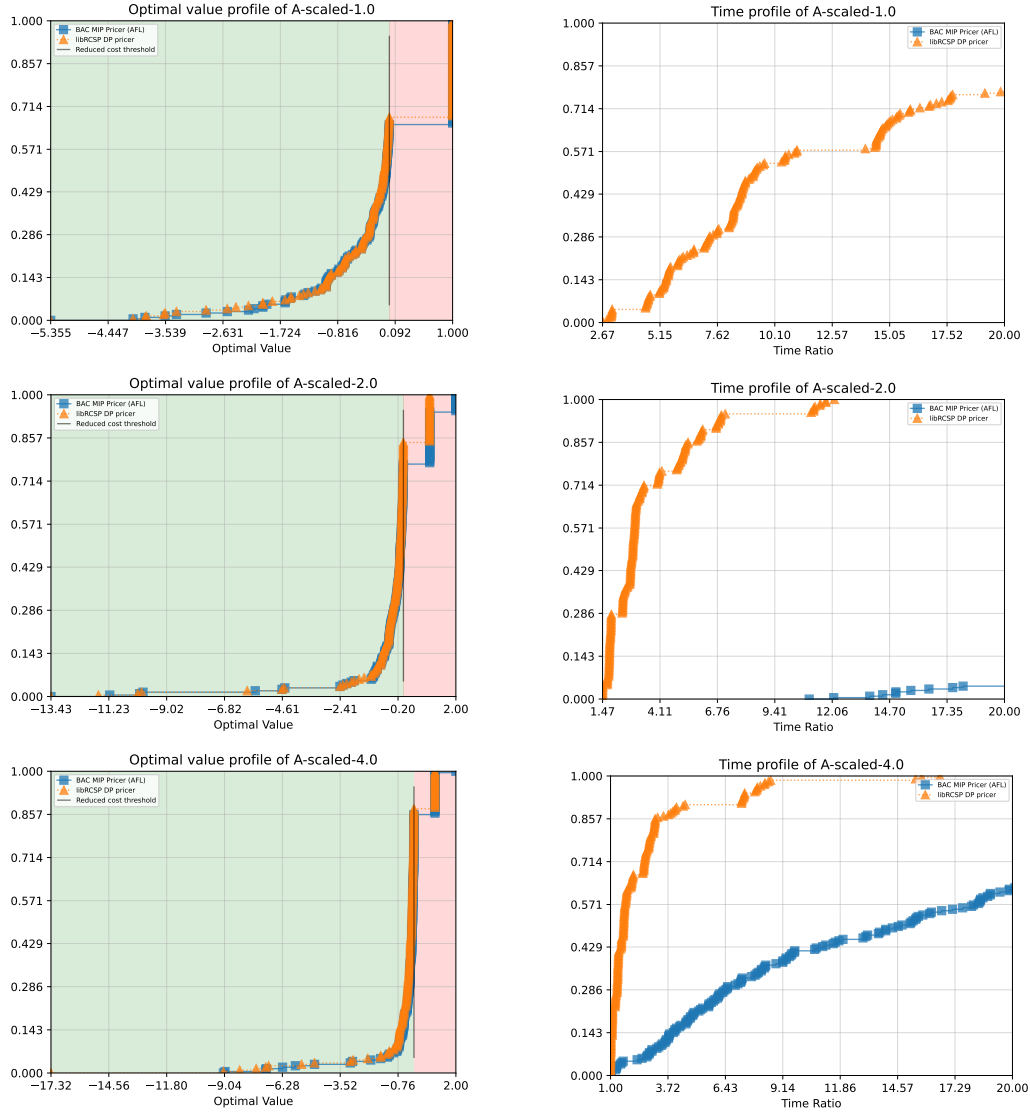 Optimal value profile of A-scaled-1.0
BAC MIP Pricer (AFL)
libRCSP DP pricer
Reduced cost threshold
1.000
0.857
0.714
0.571
0.429
0.286
0.143
0.000
−5.355 −4.447 −3.539 −2.631 −1.724 −0.816 0.092 1.000
Optimal Value
Time profile of A-scaled-1.0
BAC MIP Pricer (AFL)
libRCSP DP pricer
1.000
0.857
0.714
0.571
0.429
0.286
0.143
0.000
2.67 5.15 7.62 10.10 12.57 15.05 17.52 20.00
Time Ratio
Optimal value profile of A-scaled-2.0
BAC MIP Pricer (AFL)
libRCSP DP pricer
Reduced cost threshold
1.000
0.857
0.714
0.571
0.429
0.286
0.143
0.000
−13.43 −11.23 −9.02 −6.82 −4.61 −2.41 −0.20 2.00
Optimal Value
Time profile of A-scaled-2.0
BAC MIP Pricer (AFL)
libRCSP DP pricer
1.000
0.857
0.714
0.571
0.429
0.286
0.143
0.000
1.47 4.11 6.76 9.41 12.06 14.70 17.35 20.00
Time Ratio
Optimal value profile of A-scaled-4.0
BAC MIP Pricer (AFL)
libRCSP DP pricer
Reduced cost threshold
1.000
0.857
0.714
0.571
0.429
0.286
0.143
0.000
−17.32 −14.56 −11.80 −9.04 −6.28 −3.52 −0.76 2.00
Optimal Value
Time profile of A-scaled-4.0
BAC MIP Pricer (AFL)
libRCSP DP pricer
1.000
0.857
0.714
0.571
0.429
0.286
0.143
0.000
1.00 3.72 6.43 9.14 11.86 14.57 17.29 20.00
Time Ratio